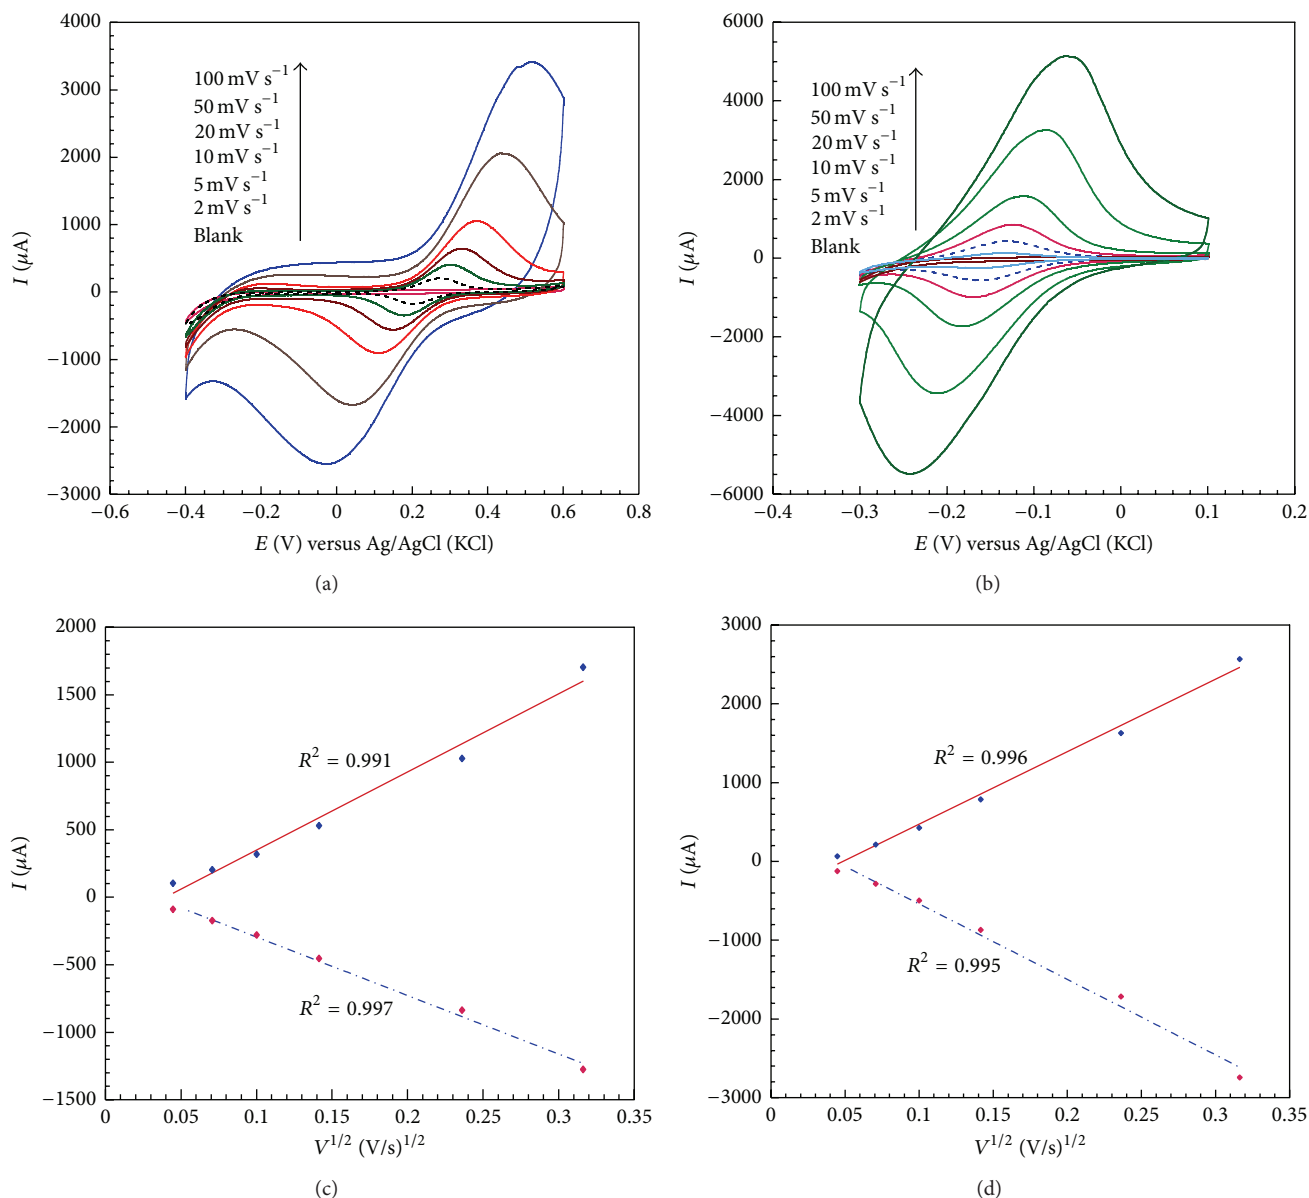 4000
3000
2000
1000
0
−1000
−2000
−3000
I (μA)
100 mV s−1
50 mV s−1
20 mV s−1
10 mV s−1
5 mV s−1
2 mV s−1
Blank
−0.6 −0.4 −0.2 0 0.2 0.4 0.6 0.8
E (V) versus Ag/AgCl (KCl)
(a)
6000
4000
2000
0
−2000
−4000
−6000
I (μA)
100 mV s−1
50 mV s−1
20 mV s−1
10 mV s−1
5 mV s−1
2 mV s−1
Blank
−0.4 −0.3 −0.2 −0.1 0 0.1 0.2
E (V) versus Ag/AgCl (KCl)
(b)
2000
1500
1000
500
0
−500
−1000
−1500
I (μA)
R2 = 0.991
R2 = 0.997
0 0.05 0.1 0.15 0.2 0.25 0.3 0.35
V1/2 (V/s)1/2
(c)
3000
2000
1000
0
−1000
−2000
−3000
I (μA)
R2 = 0.996
R2 = 0.995
0 0.05 0.1 0.15 0.2 0.25 0.3 0.35
V1/2 (V/s)1/2
(d)